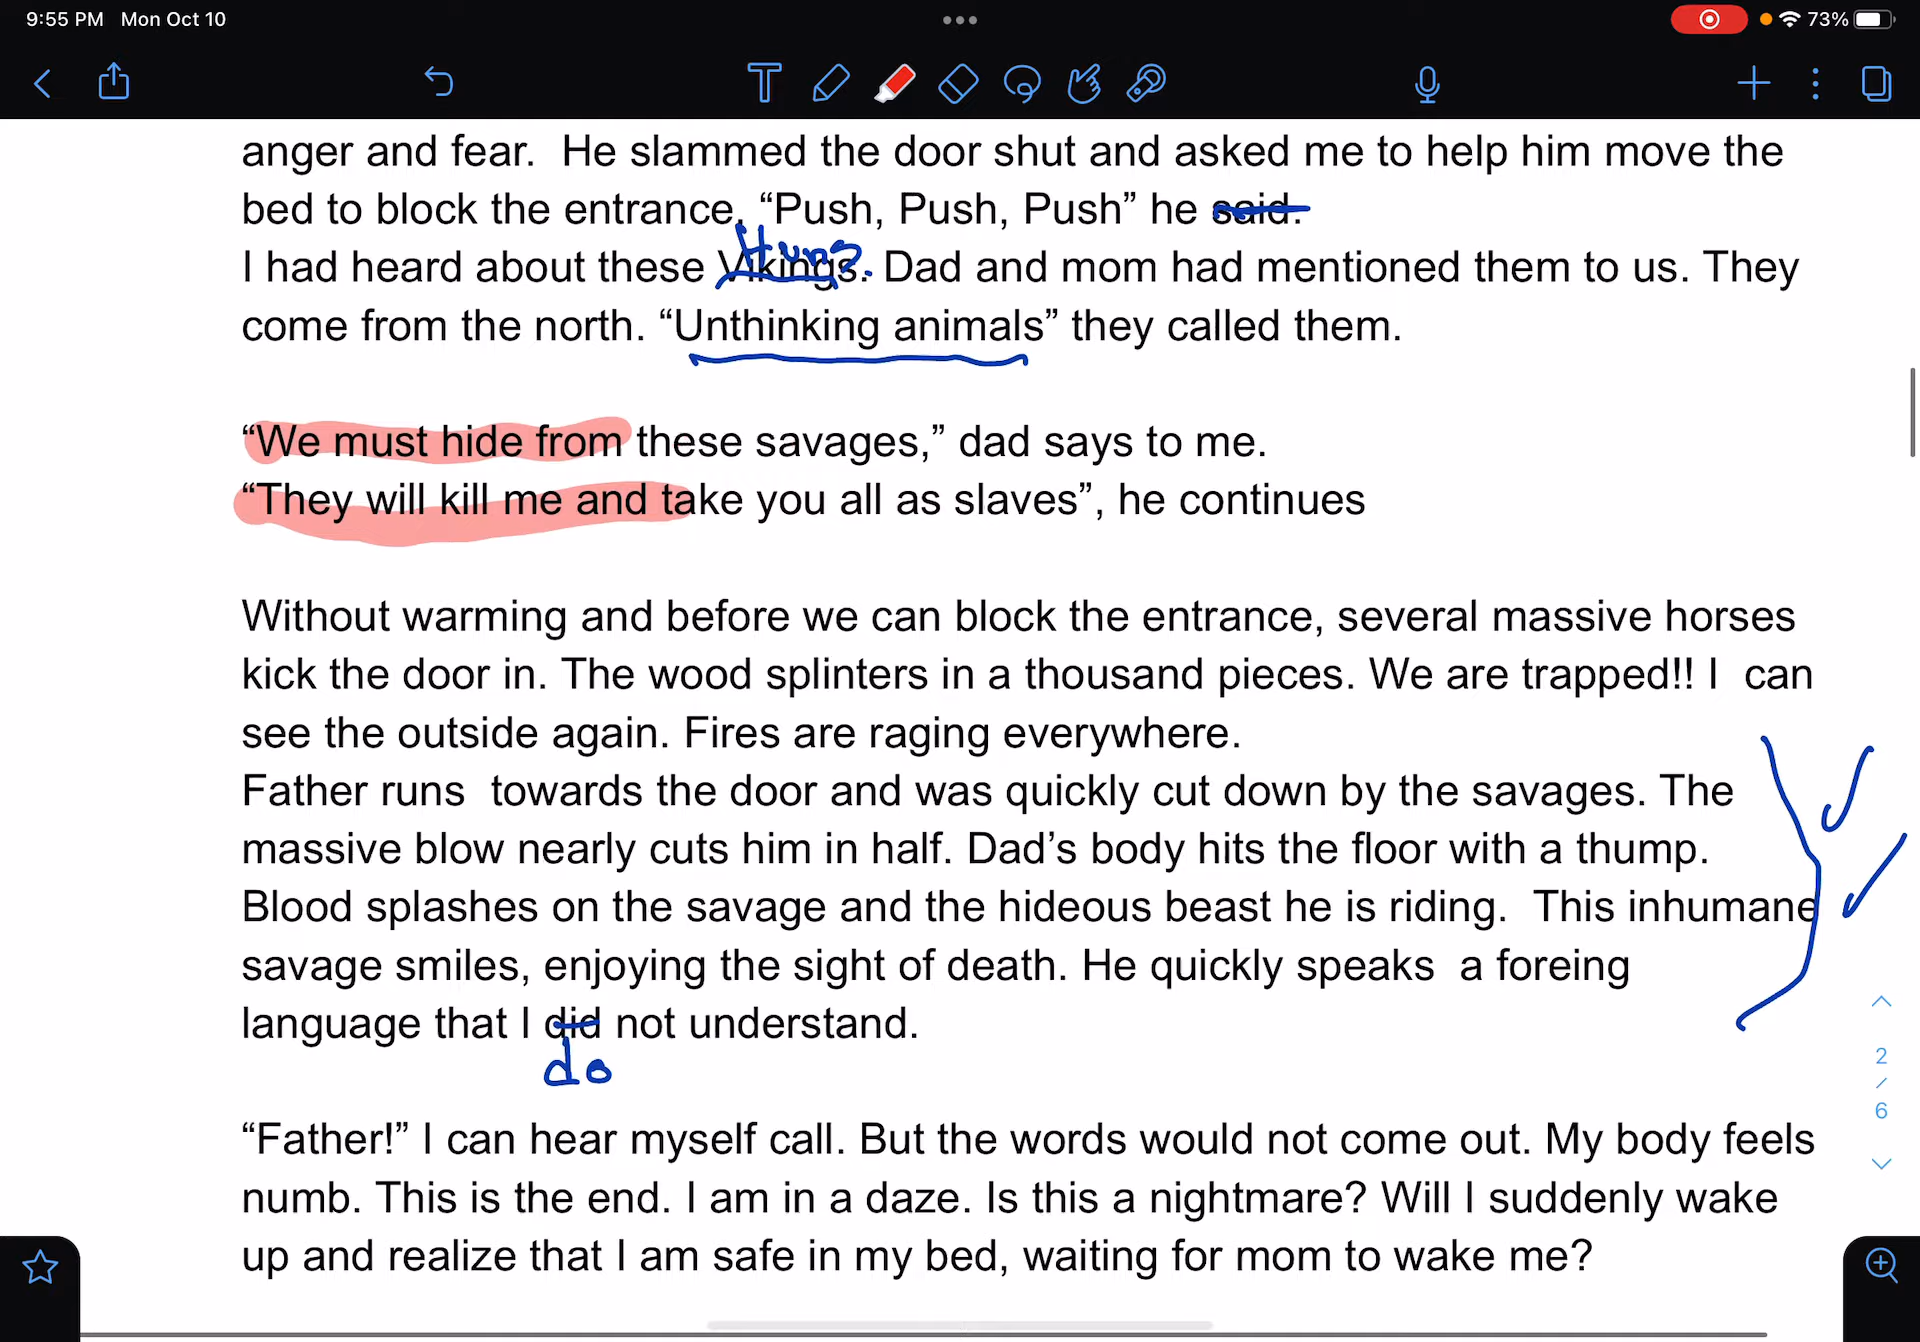 9:55 PM Mon Oct 10
73%
anger and fear. He slammed the door shut and asked me to help him move the
bed to block the entrance. “Push, Push, Push” he said.
Huns
I had heard about these Vikings. Dad and mom had mentioned them to us. They
come from the north. “Unthinking animals” they called them.
“We must hide from these savages,” dad says to me.
“They will kill me and take you all as slaves”, he continues
Without warming and before we can block the entrance, several massive horses
kick the door in. The wood splinters in a thousand pieces. We are trapped!! I can
see the outside again. Fires are raging everywhere.
Father runs towards the door and was quickly cut down by the savages. The
massive blow nearly cuts him in half. Dad’s body hits the floor with a thump.
Blood splashes on the savage and the hideous beast he is riding. This inhumane
savage smiles, enjoying the sight of death. He quickly speaks a foreing
language that I did not understand.
do
“Father!” I can hear myself call. But the words would not come out. My body feels
numb. This is the end. I am in a daze. Is this a nightmare? Will I suddenly wake
up and realize that I am safe in my bed, waiting for mom to wake me?
2
/
6